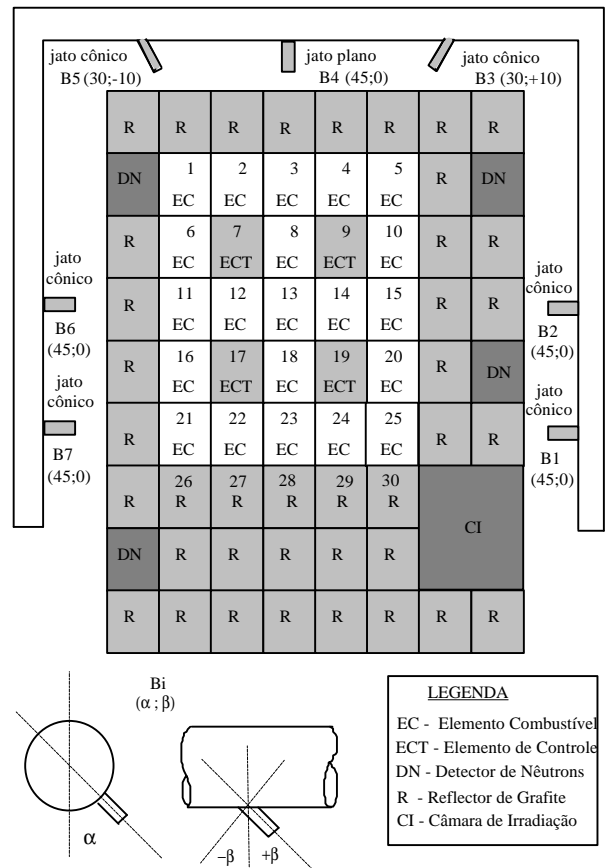 jato cônico
B5 (30;-10)
jato plano
B4 (45;0)
jato cônico
B3 (30;+10)
R R R R R R R R
DN 1 2 3 4 5 R DN
EC EC EC EC EC
R 6 7 8 9 10 R R
EC ECT EC ECT EC
jato
cônico
B6
(45;0)
R 11 12 13 14 15 R R
EC EC EC EC EC
jato
cônico
B2
(45;0)
R 16 17 18 19 20 R DN
EC ECT EC ECT EC
jato
cônico
B7
(45;0)
R 21 22 23 24 25 R R
EC EC EC EC EC
jato
cônico
B1
(45;0)
R 26 27 28 29 30 CI
R R R R R
DN R R R R R
R R R R R R R R
Bi
(α ; β)
α
−β +β
LEGENDA
EC - Elemento Combustível
ECT - Elemento de Controle
DN - Detector de Nêutrons
R - Reflector de Grafite
CI - Câmara de Irradiação